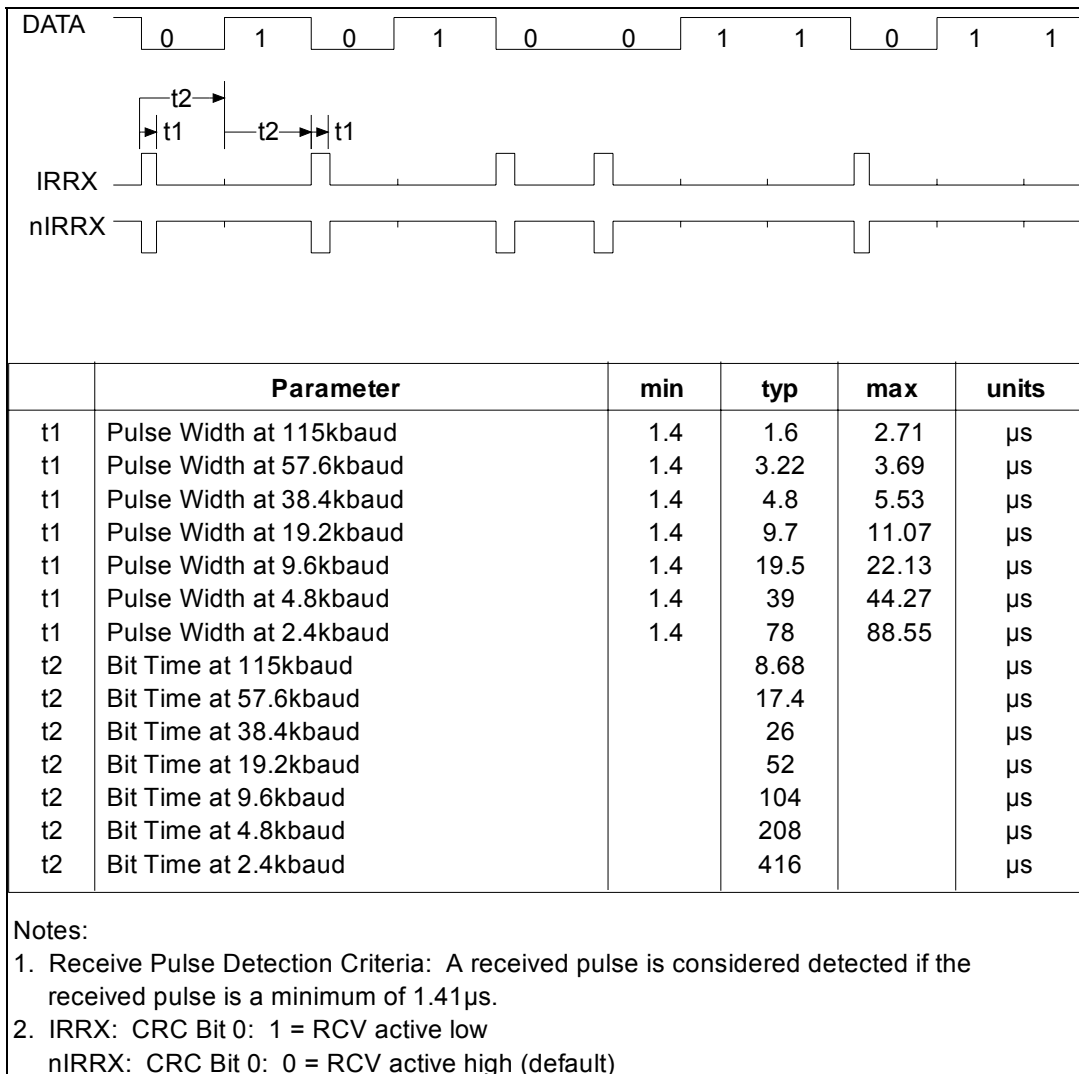 DATA 0 1 0 1 0 0 1 1 0 1 1
t2
t1 t2 t1
IRRX
nIRRX
Parameter min typ max units
t1 Pulse Width at 115kbaud 1.4 1.6 2.71 µs
t1 Pulse Width at 57.6kbaud 1.4 3.22 3.69 µs
t1 Pulse Width at 38.4kbaud 1.4 4.8 5.53 µs
t1 Pulse Width at 19.2kbaud 1.4 9.7 11.07 µs
t1 Pulse Width at 9.6kbaud 1.4 19.5 22.13 µs
t1 Pulse Width at 4.8kbaud 1.4 39 44.27 µs
t1 Pulse Width at 2.4kbaud 1.4 78 88.55 µs
t2 Bit Time at 115kbaud 8.68 µs
t2 Bit Time at 57.6kbaud 17.4 µs
t2 Bit Time at 38.4kbaud 26 µs
t2 Bit Time at 19.2kbaud 52 µs
t2 Bit Time at 9.6kbaud 104 µs
t2 Bit Time at 4.8kbaud 208 µs
t2 Bit Time at 2.4kbaud 416 µs
Notes:
1. Receive Pulse Detection Criteria: A received pulse is considered detected if the
received pulse is a minimum of 1.41µs.
2. IRRX: CRC Bit 0: 1 = RCV active low
nIRRX: CRC Bit 0: 0 = RCV active high (default)